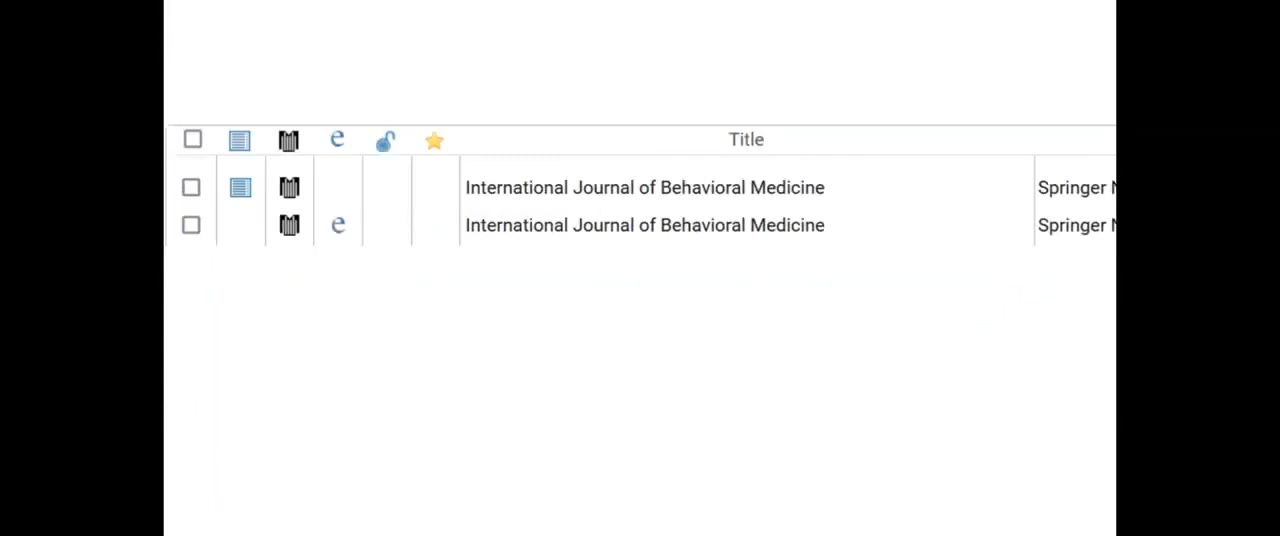 e Title
International Journal of Behavioral Medicine Springer N
e International Journal of Behavioral Medicine Springer N